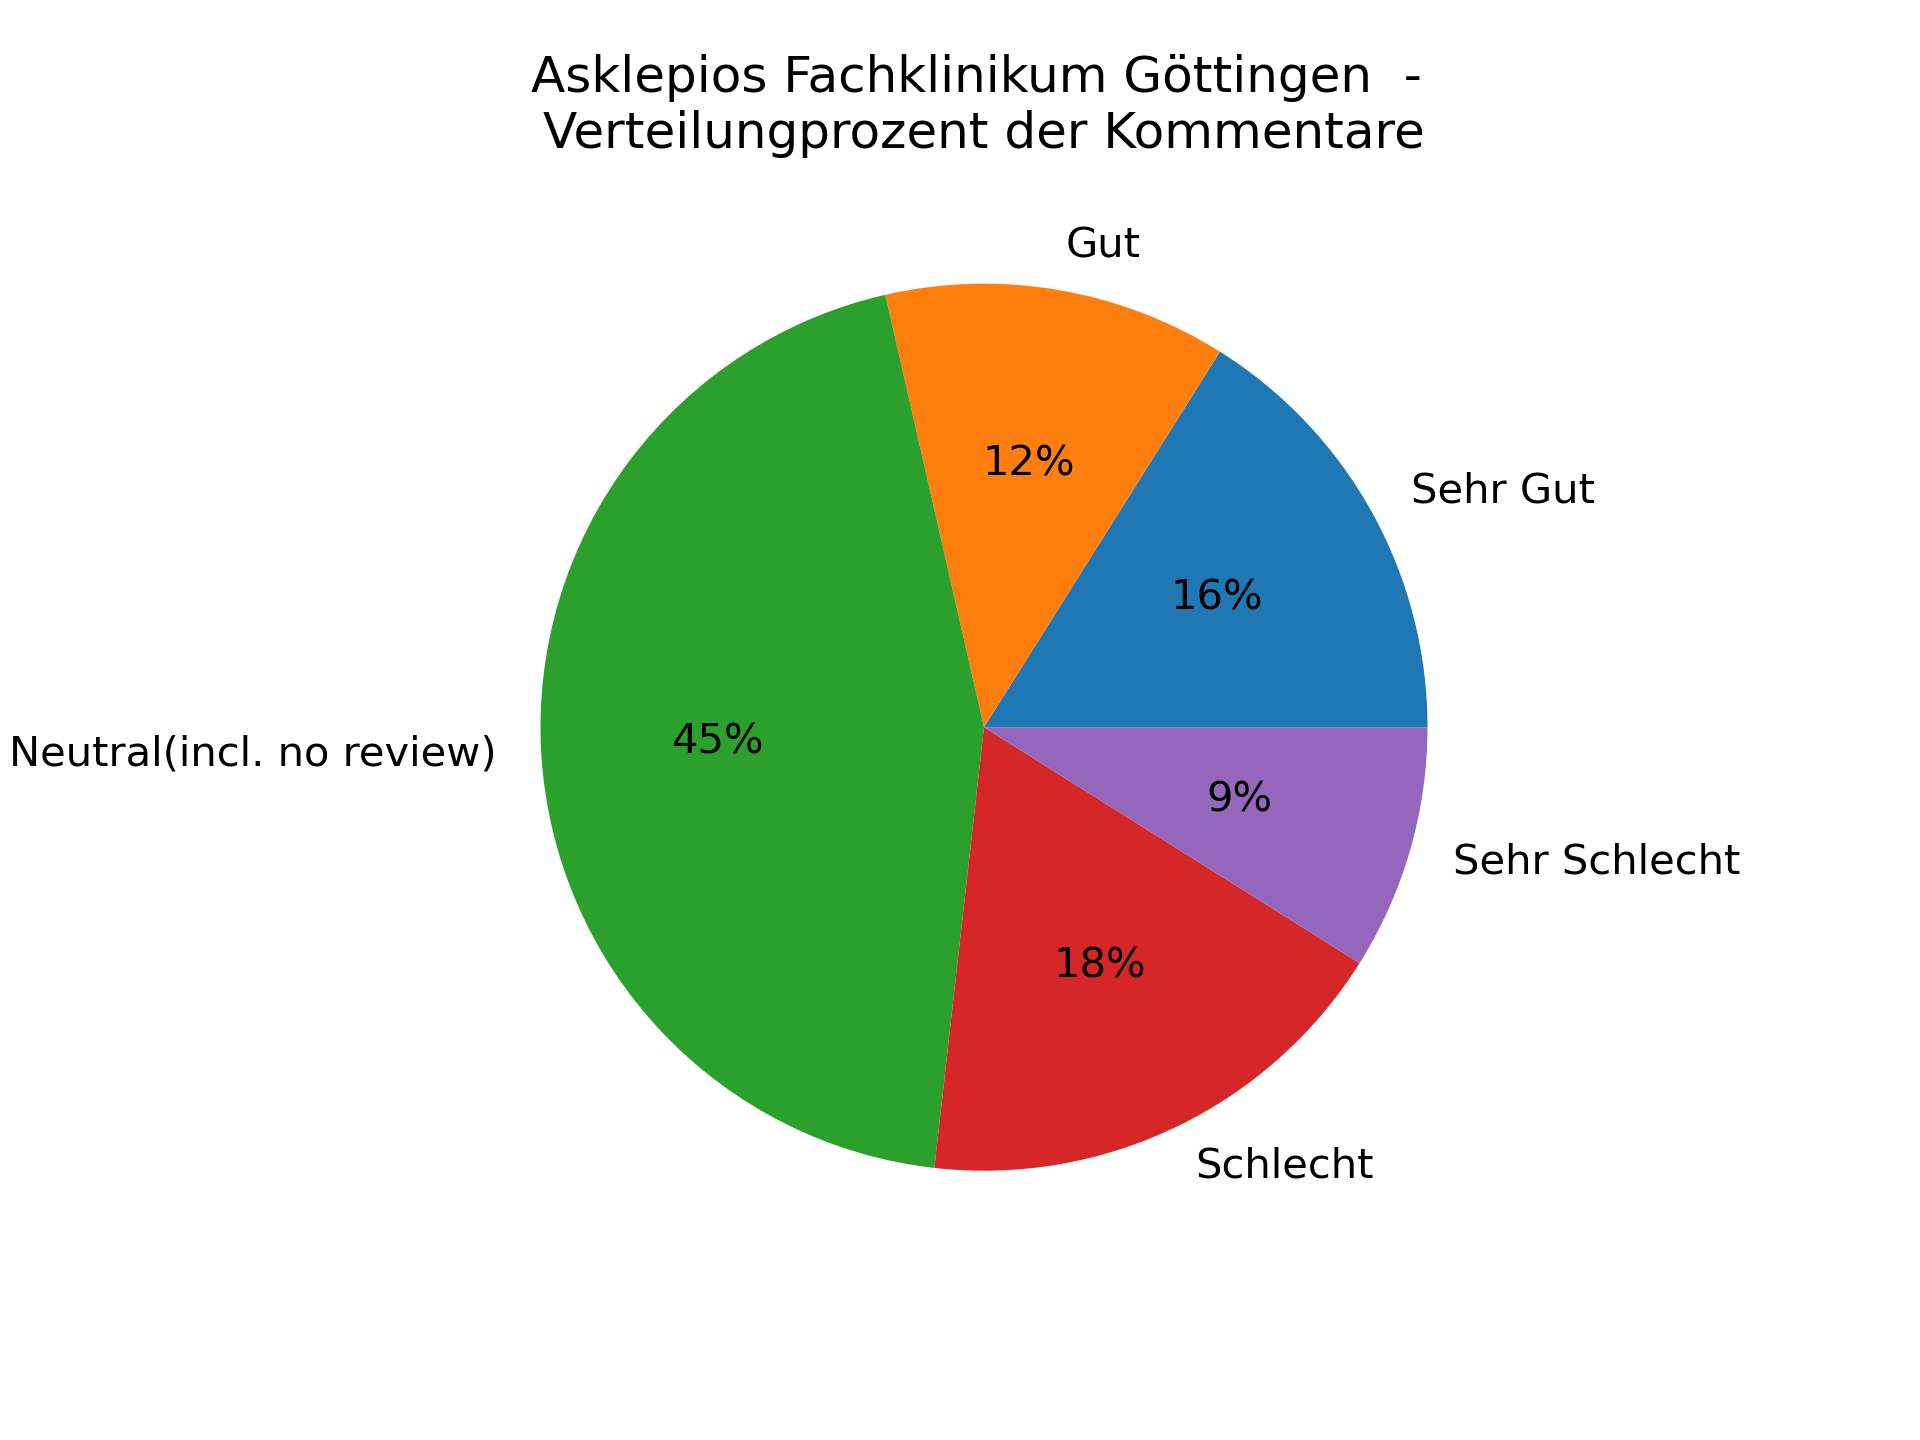 Asklepios Fachklinikum Göttingen  -
Verteilungprozent der Kommentare
Gut
12%
Sehr Gut
16%
Neutral(incl. no review)
45%
9%
Sehr Schlecht
18%
Schlecht